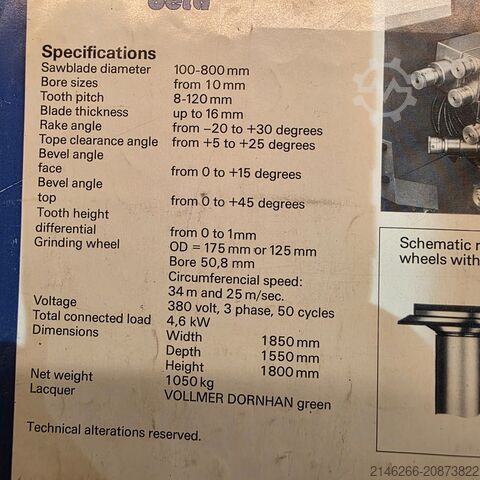 Beta
Specifications
Sawblade diameter 100-800 mm
Bore sizes from 10 mm
Tooth pitch 8-120 mm
Blade thickness up to 16 mm
Rake angle from −20 to +30 degrees
Tope clearance angle from +5 to +25 degrees
Bevel angle
face from 0 to +15 degrees
Bevel angle
top from 0 to +45 degrees
Tooth height
differential from 0 to 1mm
Grinding wheel OD = 175 mm or 125 mm
Bore 50,8 mm
Circumferencial speed:
34 m and 25 m/sec.
Voltage 380 volt, 3 phase, 50 cycles
Total connected load 4,6 kW
Dimensions Width 1850 mm
Depth 1550 mm
Height 1800 mm
Net weight 1050 kg
Lacquer VOLLMER DORNHAN green
Technical alterations reserved.
Schematic
wheels with
2146266-20873822